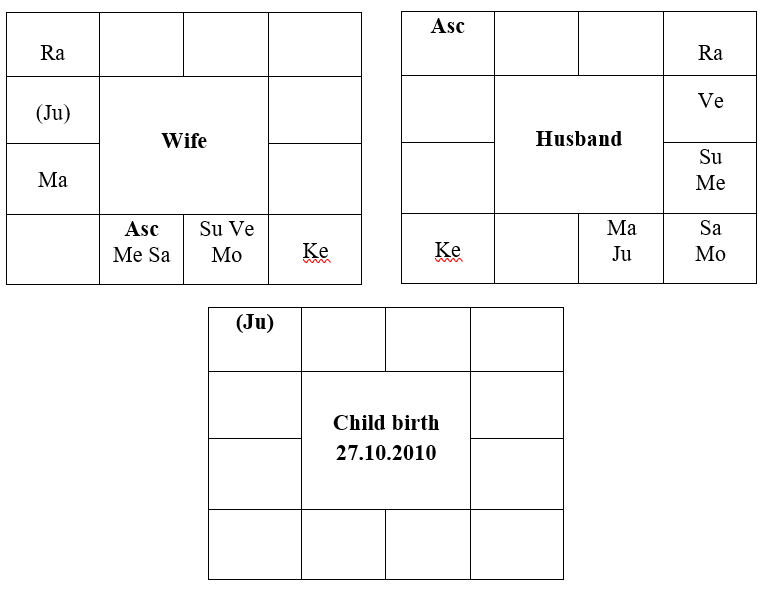 Ra
(Ju)
Wife
Ma
Asc
Me Sa
Su Ve
Mo
Ke
Asc
Ra
Ve
Husband
Su
Me
Ke
Ma
Ju
Sa
Mo
(Ju)
Child birth
27.10.2010